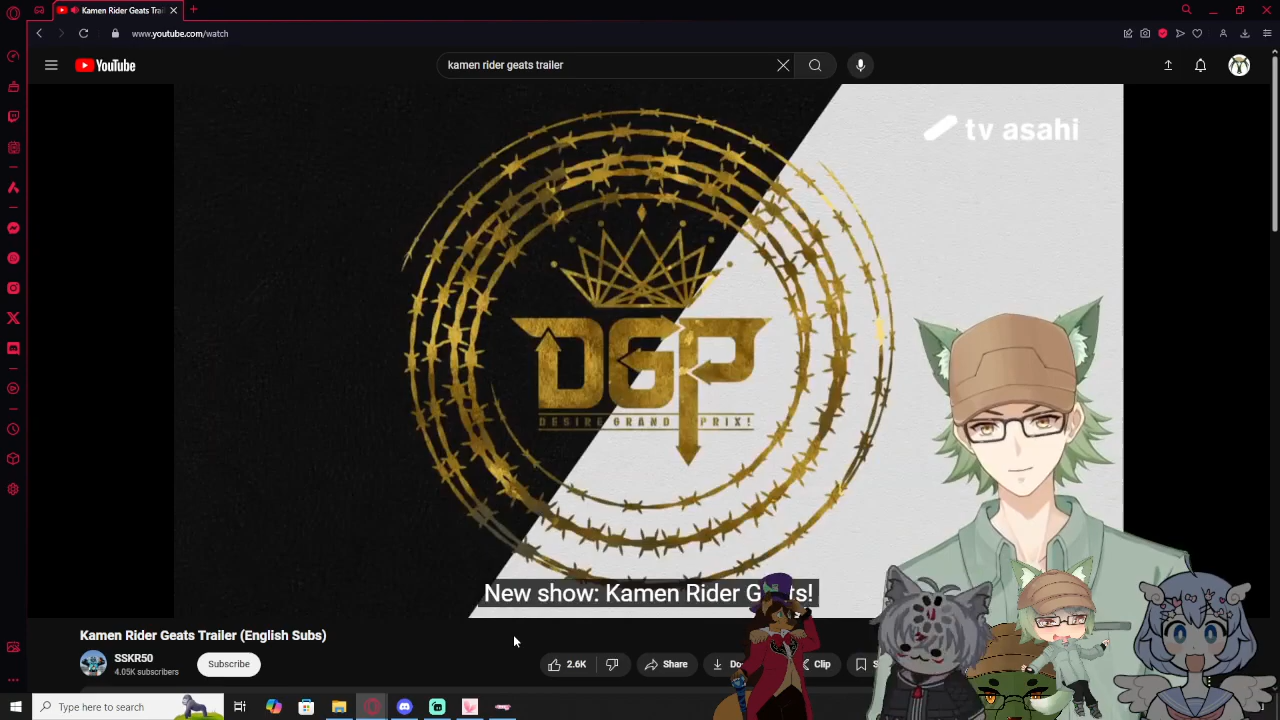 Kamen Rider Geats Trai
www.youtube.com/watch
YouTube
kamen rider geats trailer
tv asahi
DGP
DESIRE GRAND PRIX!
New show: Kamen Rider G ts!
Kamen Rider Geats Trailer (English Subs)
SSKR50
4.05K subscribers
Subscribe
2.6K
Share
Do
Clip
S
Type here to search